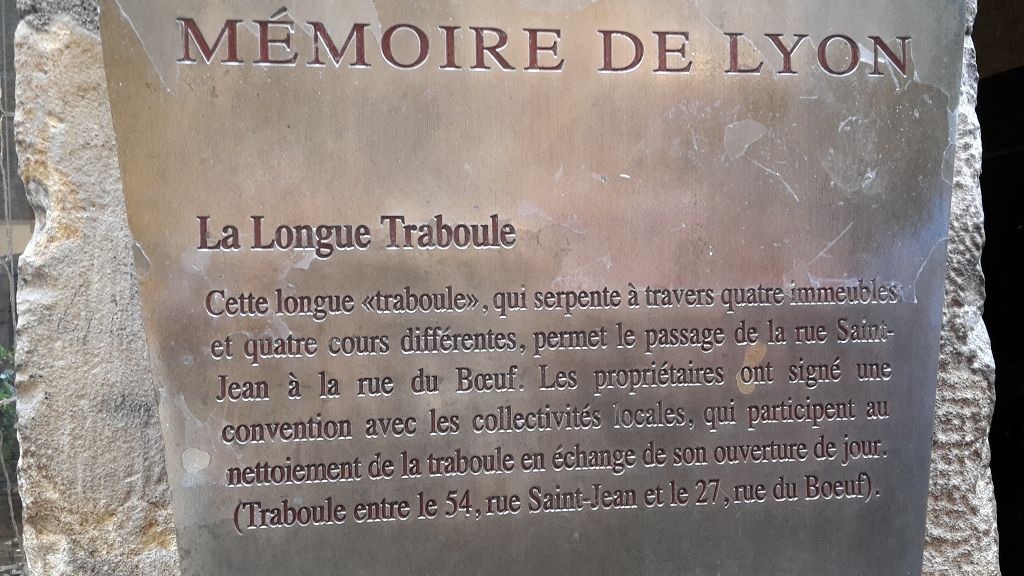 MÉMOIRE DE LYON
La Longue Traboule
Cette longue «traboule», qui serpente à travers quatre immeubles
et quatre cours différentes, permet le passage de la rue Saint-
Jean à la rue du Bœuf. Les propriétaires ont signé une
convention avec les collectivités locales, qui participent au
nettoiement de la traboule en échange de son ouverture de jour.
(Traboule entre le 54, rue Saint-Jean et le 27, rue du Boeuf).